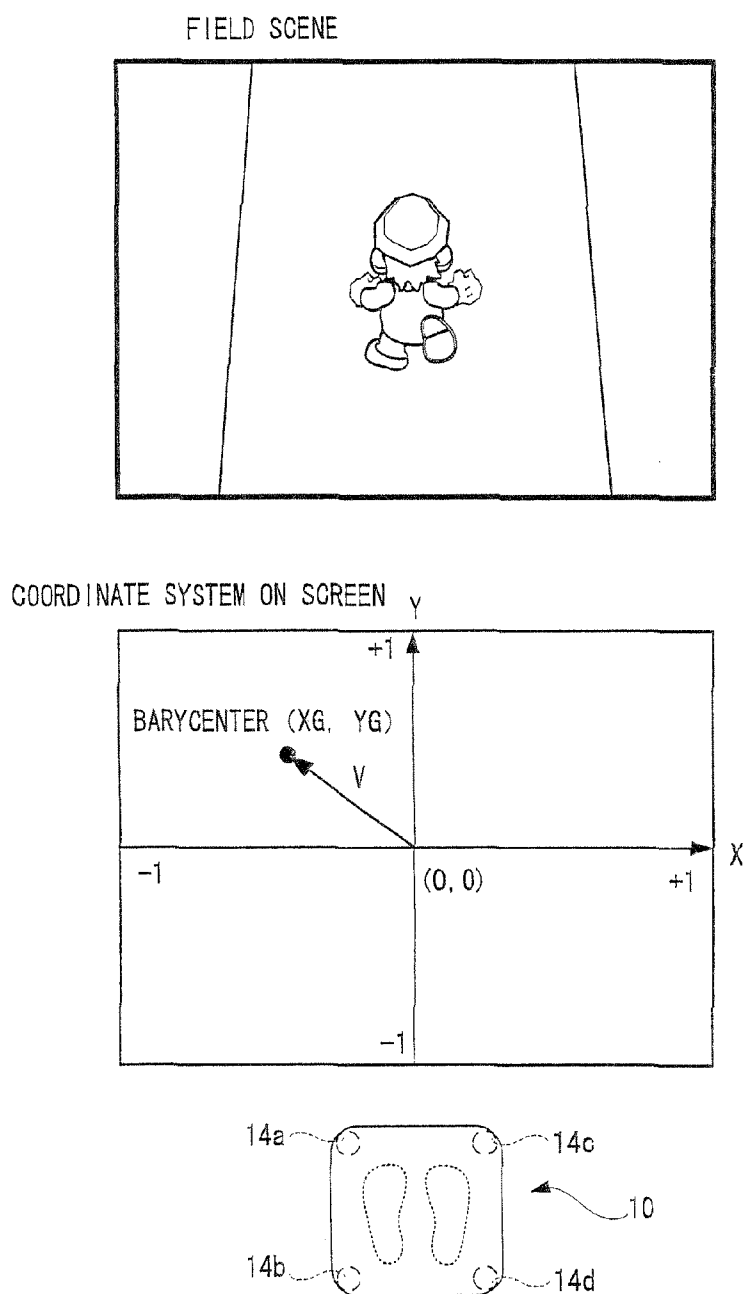 FIELD SCENE
COORDINATE SYSTEM ON SCREEN
Y
+1
BARYCENTER (XG, YG)
V
X
-1
(0,0)
+1
-1
14a
14c
10
14b
14d